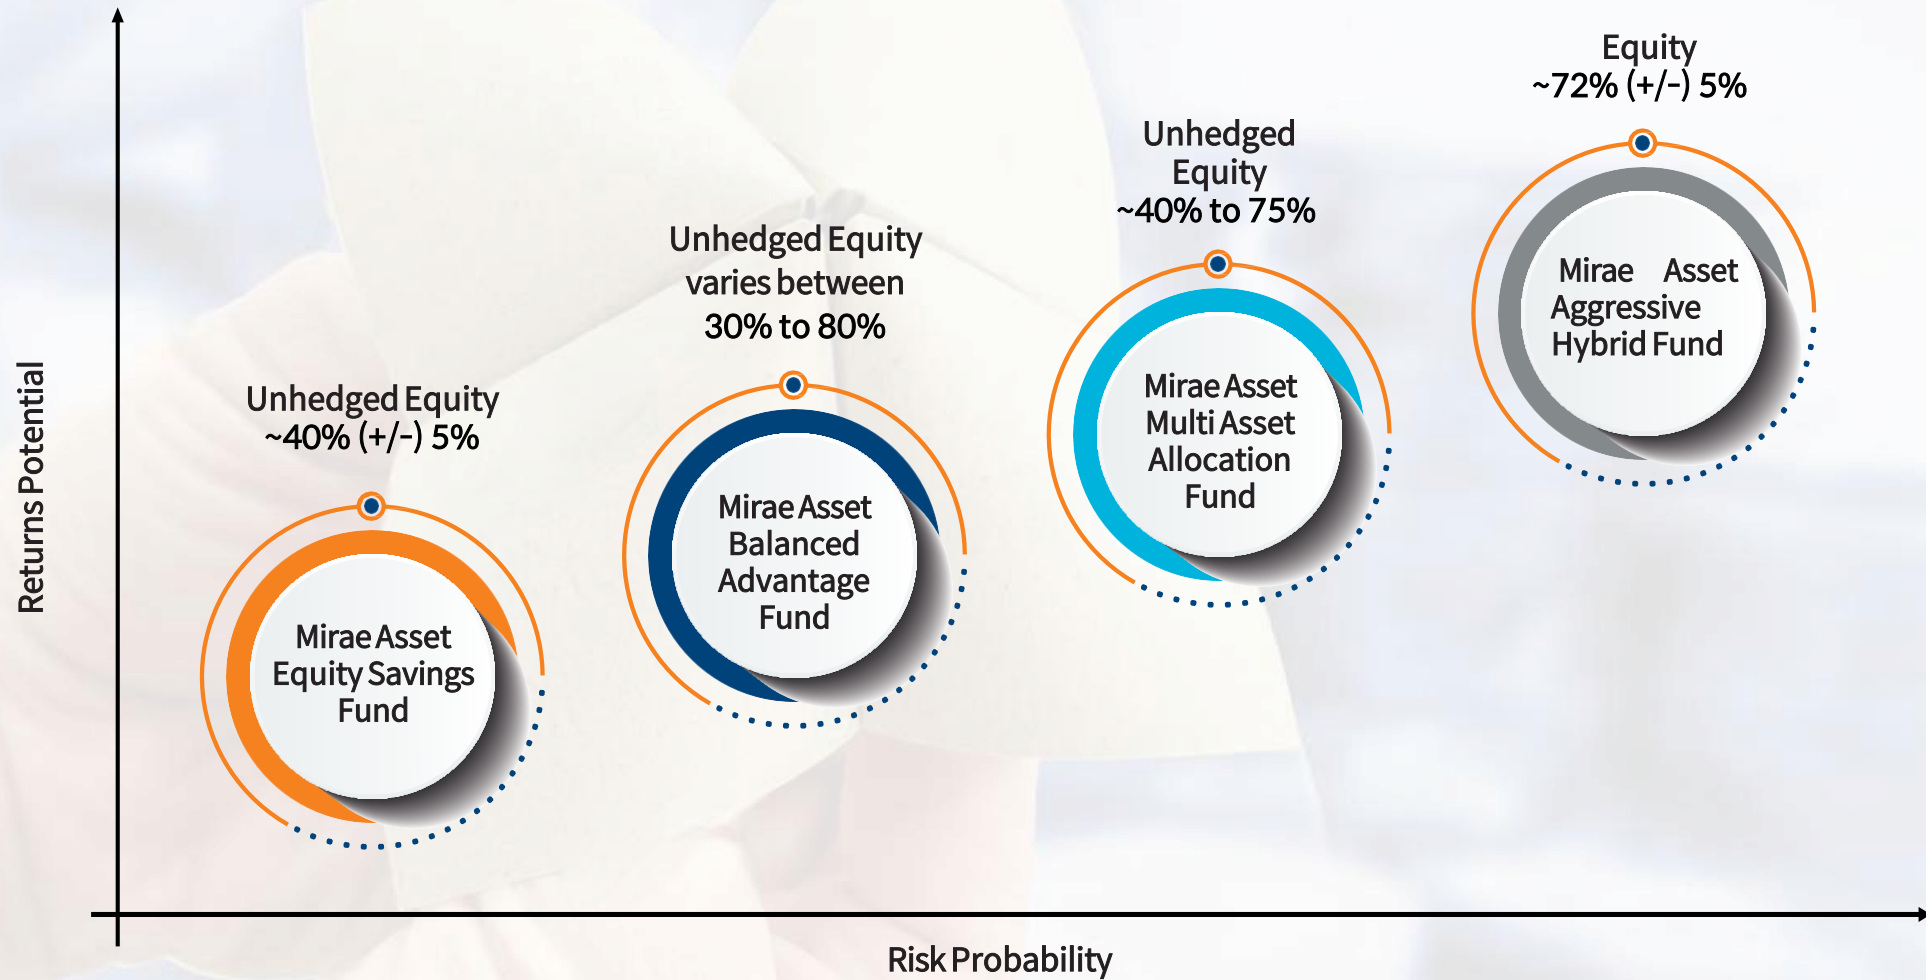 Returns Potential
Unhedged Equity
~40% (+/-) 5%
Mirae Asset
Equity Savings
Fund
Unhedged Equity
varies between
30% to 80%
Mirae Asset
Balanced
Advantage
Fund
Unhedged
Equity
~40% to 75%
Mirae Asset
Multi Asset
Allocation
Fund
Equity
~72% (+/-) 5%
Mirae Asset
Aggressive
Hybrid Fund
Risk Probability